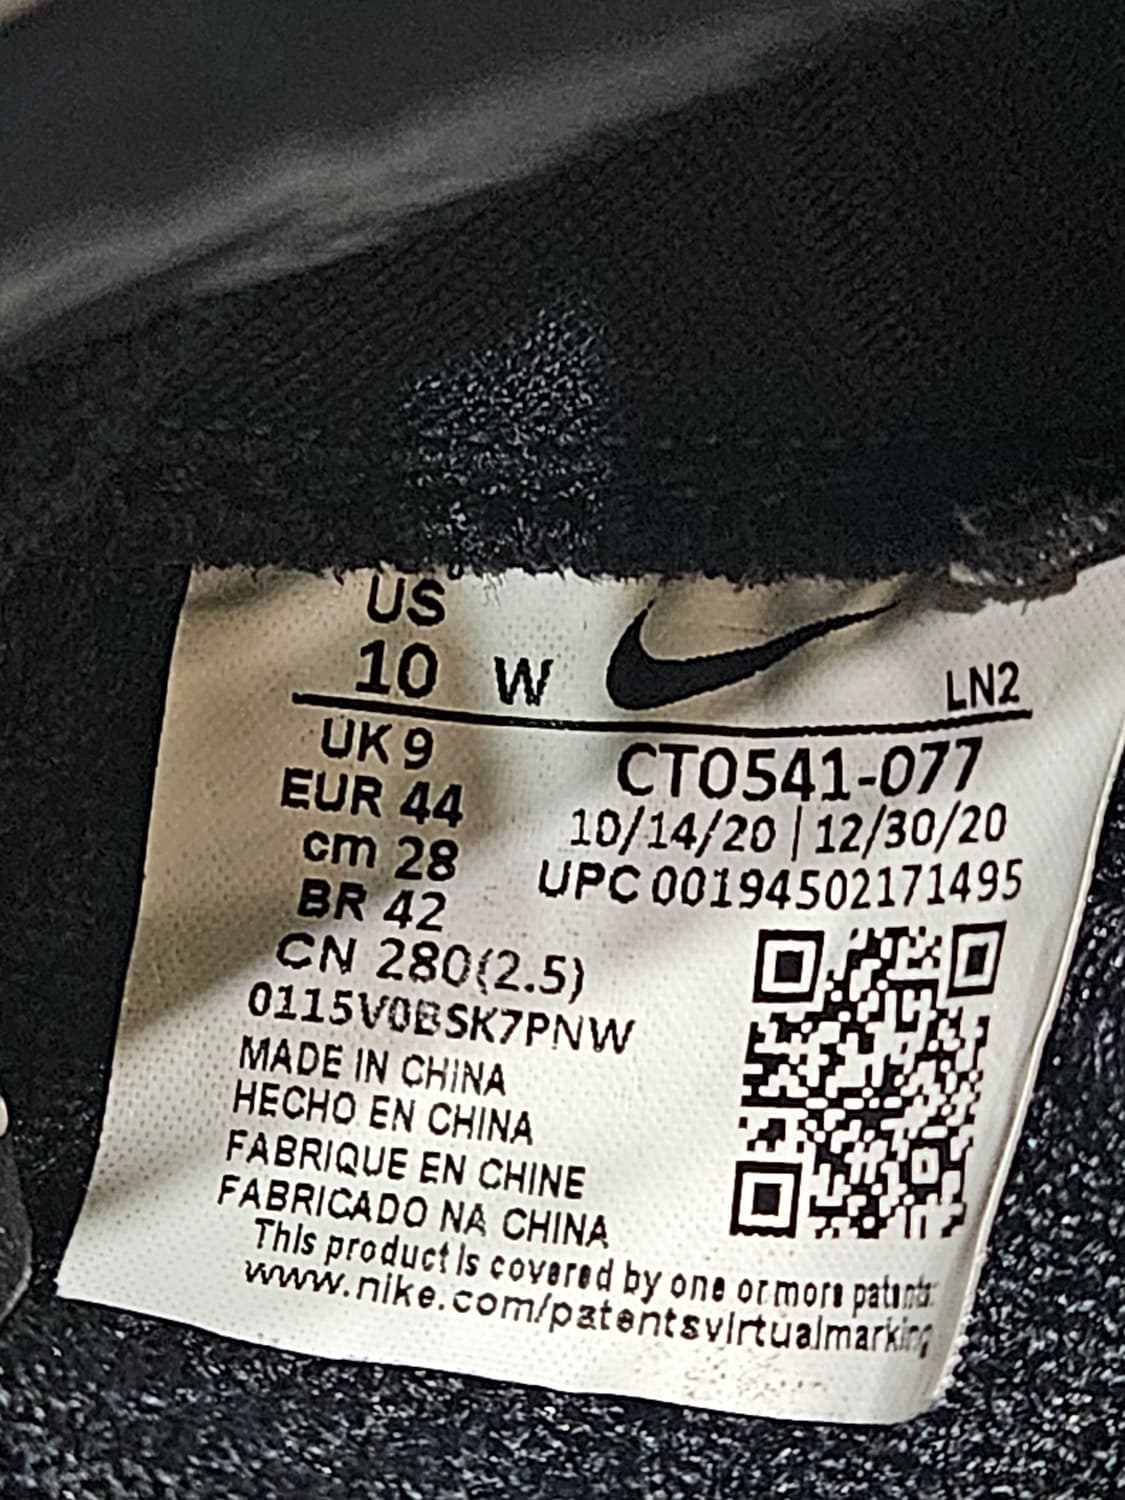 US
10 W
LN2
UK 9
EUR 44
cm 28
BR 42
CN 280(2.5)
CT0541-077
10/14/20 | 12/30/20
UPC 00194502171495
0115V0BSK7PNW
MADE IN CHINA
HECHO EN CHINA
FABRIQUE EN CHINE
FABRICADO NA CHINA
This product is covered by one or more patents.
www.nike.com/patentsvirtualmarking